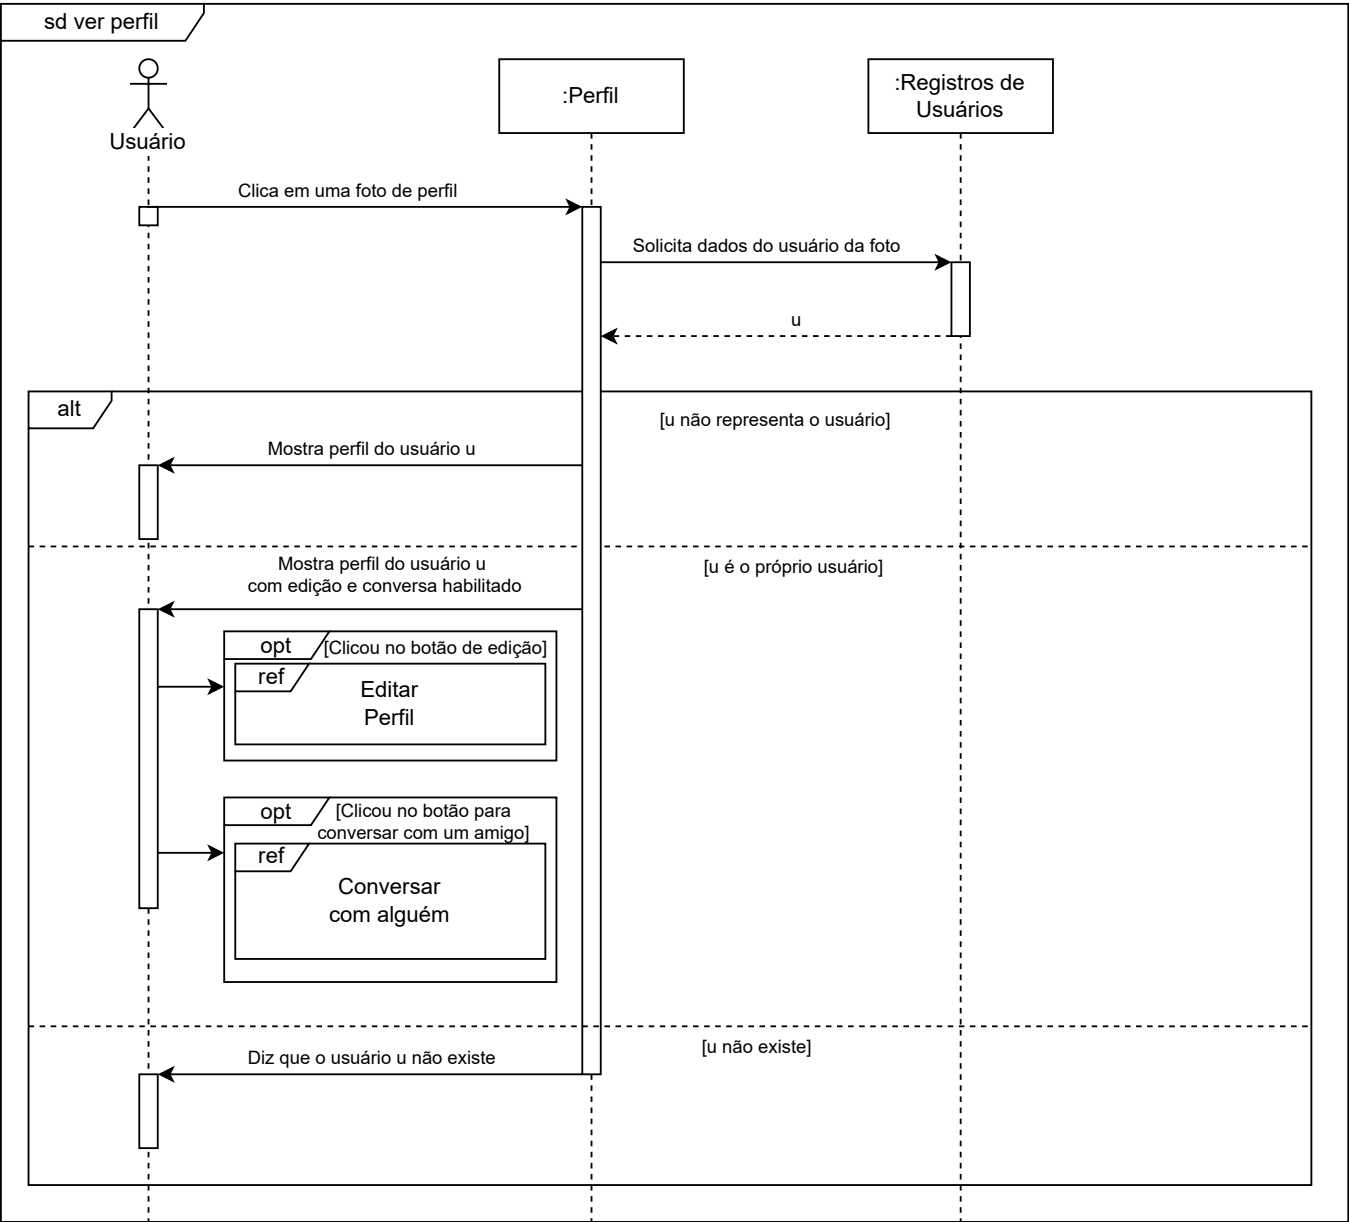 sd ver perfil
Usuário
:Perfil
:Registros de
Usuários
Clica em uma foto de perfil
Solicita dados do usuário da foto
u
alt
[u não representa o usuário]
Mostra perfil do usuário u
Mostra perfil do usuário u
com edição e conversa habilitado
[u é o próprio usuário]
opt
[Clicou no botão de edição]
ref
Editar
Perfil
opt
[Clicou no botão para
conversar com um amigo]
ref
Conversar
com alguém
[u não existe]
Diz que o usuário u não existe